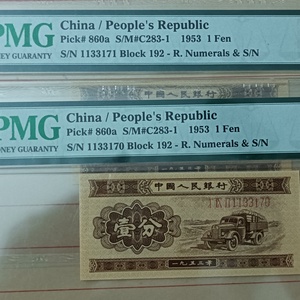 PMG
NEY GUARANTY
China / People's Republic
Pick# 860a S/M#C283-1 1953 1 Fen
S/N 1133171 Block 192 - R. Numerals & S/N
PMG
NEY GUARANTY
China / People's Republic
Pick# 860a S/M#C283-1 1953 1 Fen
S/N 1133170 Block 192 - R. Numerals & S/N
中國人民銀行
1133170
壹分
一九五三年